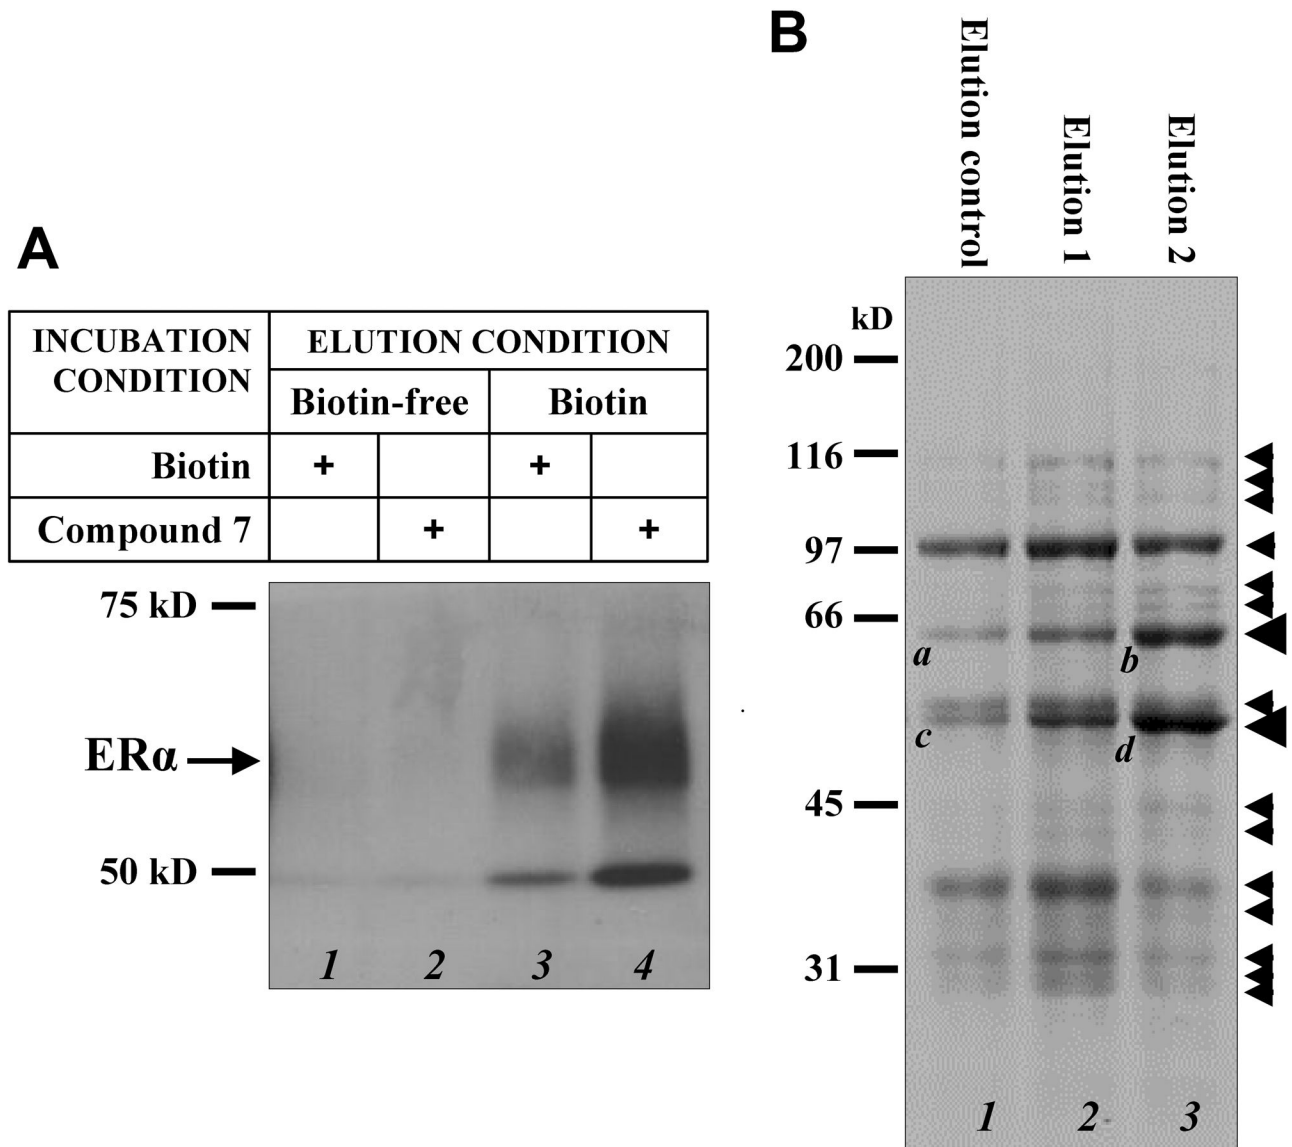 A
INCUBATION
CONDITION
ELUTION CONDITION
Biotin-free
Biotin
Biotin
+
+
Compound 7
+
+
75 kD
ERα
50 kD
1
2
3
4
B
Elution control
Elution 1
Elution 2
kD
200
116
97
66
a
b
c
d
45
31
1
2
3